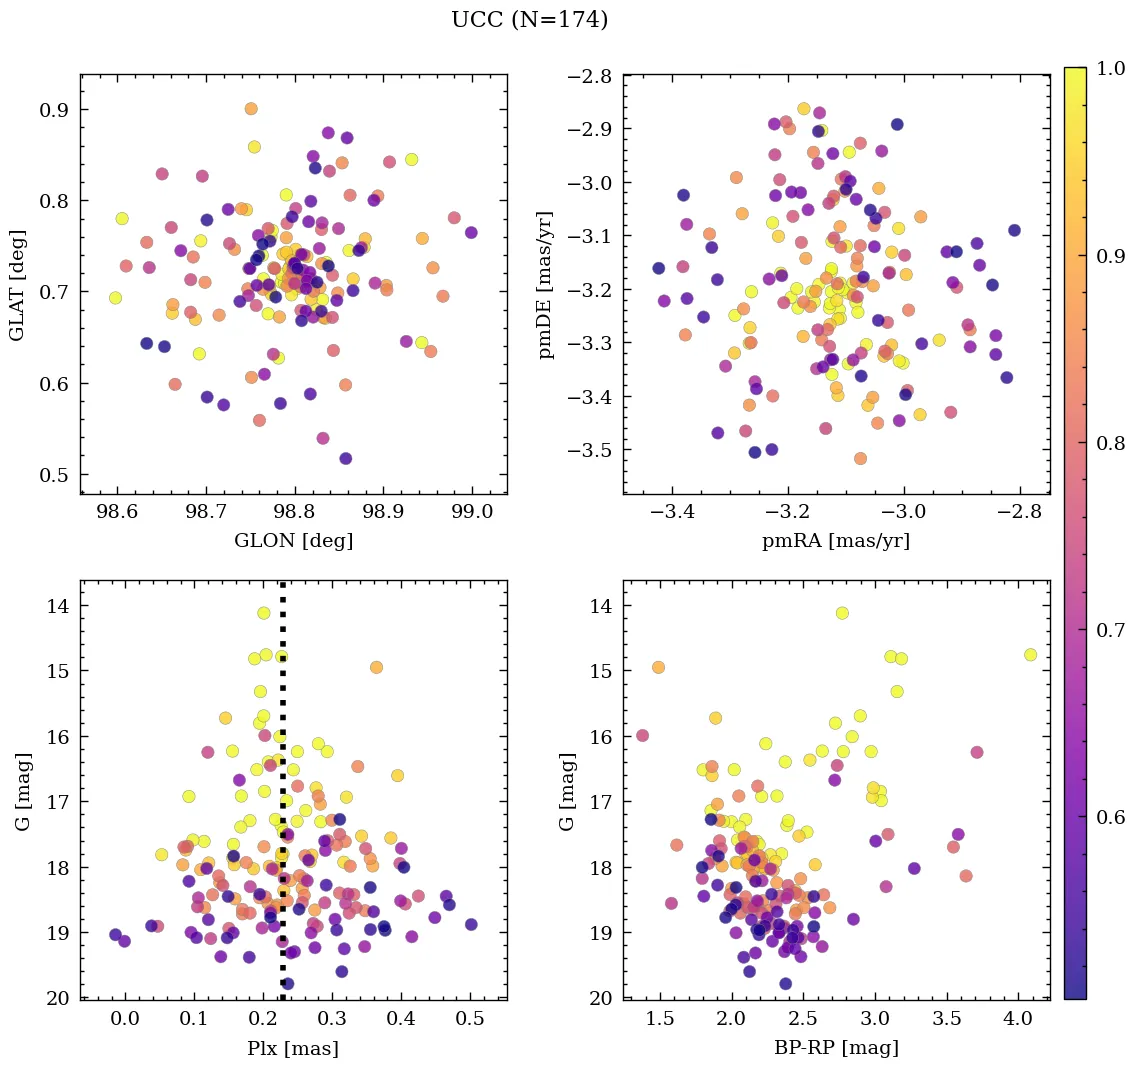 UCC (N=174)
0.9
0.8
0.7
0.6
0.5
GLAT [deg]
98.6 98.7 98.8 98.9 99.0
GLON [deg]
−2.8
−2.9
−3.0
−3.1
−3.2
−3.3
−3.4
−3.5
pmDE [mas/yr]
−3.4 −3.2 −3.0 −2.8
pmRA [mas/yr]
14
15
16
17
18
19
20
G [mag]
0.0 0.1 0.2 0.3 0.4 0.5
Plx [mas]
14
15
16
17
18
19
20
G [mag]
1.5 2.0 2.5 3.0 3.5 4.0
BP-RP [mag]
1.0
0.9
0.8
0.7
0.6